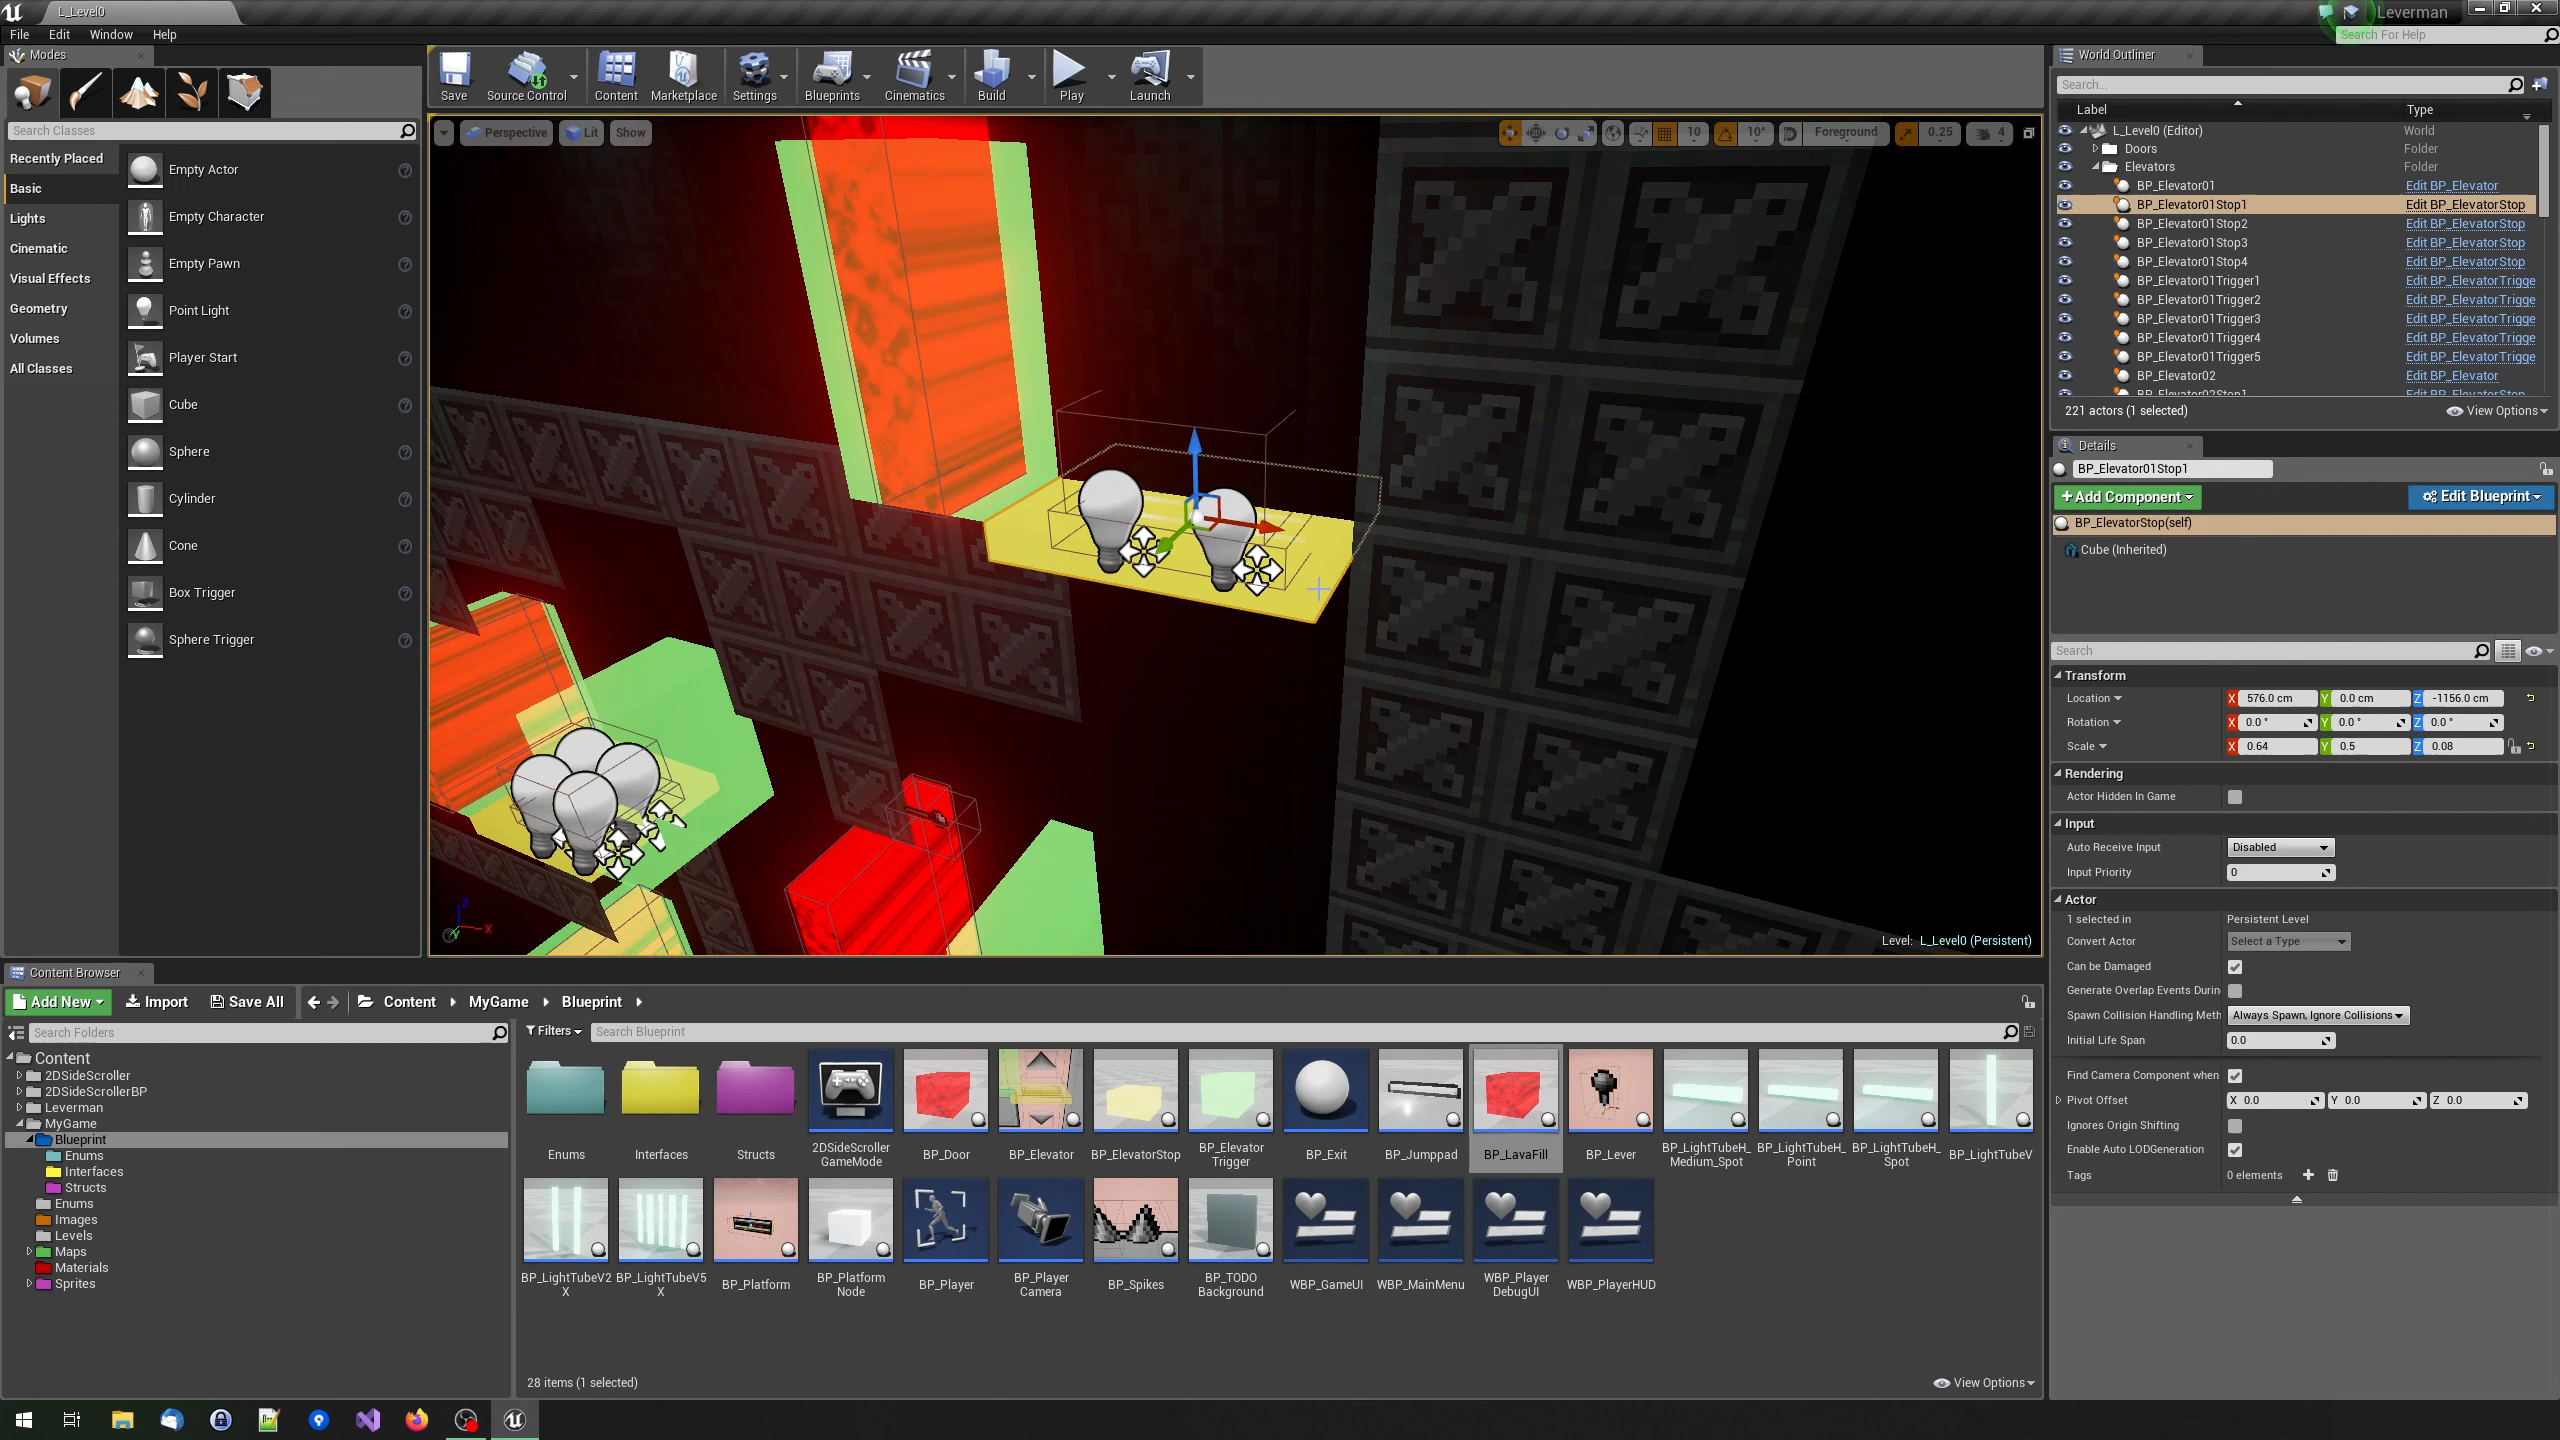 L_Level0
Leverman
File Edit Window Help
Search For Help
Modes
Search Classes
Recently Placed
Basic
Lights
Cinematic
Visual Effects
Geometry
Volumes
All Classes
Empty Actor
Empty Character
Empty Pawn
Point Light
Player Start
Cube
Sphere
Cylinder
Cone
Box Trigger
Sphere Trigger
Save Source Control Content Marketplace Settings Blueprints Cinematics Build Play Launch
Perspective Lit Show
10 10° Foreground 0.25 4
Level: L_Level0 (Persistent)
World Outliner
Search...
Label Type
L_Level0 (Editor) World
Doors Folder
Elevators Folder
BP_Elevator01 Edit BP_Elevator
BP_Elevator01Stop1 Edit BP_ElevatorStop
BP_Elevator01Stop2 Edit BP_ElevatorStop
BP_Elevator01Stop3 Edit BP_ElevatorStop
BP_Elevator01Stop4 Edit BP_ElevatorStop
BP_Elevator01Trigger1 Edit BP_ElevatorTrigge
BP_Elevator01Trigger2 Edit BP_ElevatorTrigge
BP_Elevator01Trigger3 Edit BP_ElevatorTrigge
BP_Elevator01Trigger4 Edit BP_ElevatorTrigge
BP_Elevator01Trigger5 Edit BP_ElevatorTrigge
BP_Elevator02 Edit BP_Elevator
BP_Elevator02Stop1 Edit BP_ElevatorStop
221 actors (1 selected) View Options
Details
BP_Elevator01Stop1
+Add Component Edit Blueprint
BP_ElevatorStop(self)
Cube (Inherited)
Search
Transform
Location X 576.0 cm Y 0.0 cm Z -1156.0 cm
Rotation X 0.0 ° Y 0.0 ° Z 0.0 °
Scale X 0.64 Y 0.5 Z 0.08
Rendering
Actor Hidden In Game
Input
Auto Receive Input Disabled
Input Priority 0
Actor
1 selected in Persistent Level
Convert Actor Select a Type
Can be Damaged
Generate Overlap Events Durin
Spawn Collision Handling Meth Always Spawn, Ignore Collisions
Initial Life Span 0.0
Find Camera Component when
Pivot Offset X 0.0 Y 0.0 Z 0.0
Ignores Origin Shifting
Enable Auto LODGeneration
Tags 0 elements
Content Browser
Add New Import Save All Content MyGame Blueprint
Search Folders
Content
2DSideScroller
2DSideScrollerBP
Leverman
MyGame
Blueprint
Enums
Interfaces
Structs
Enums
Images
Levels
Maps
Materials
Sprites
Filters Search Blueprint
Enums
Interfaces
Structs
2DSideScroller
GameMode
BP_Door
BP_Elevator
BP_ElevatorStop
BP_Elevator
Trigger
BP_Exit
BP_Jumppad
BP_LavaFill
BP_Lever
BP_LightTubeH_
Medium_Spot
BP_LightTubeH_
Point
BP_LightTubeH_
Spot
BP_LightTubeV
BP_LightTubeV2
X
BP_LightTubeV5
X
BP_Platform
BP_Platform
Node
BP_Player
BP_Player
Camera
BP_Spikes
BP_TODO
Background
WBP_GameUI
WBP_MainMenu
WBP_Player
DebugUI
WBP_PlayerHUD
28 items (1 selected) View Options